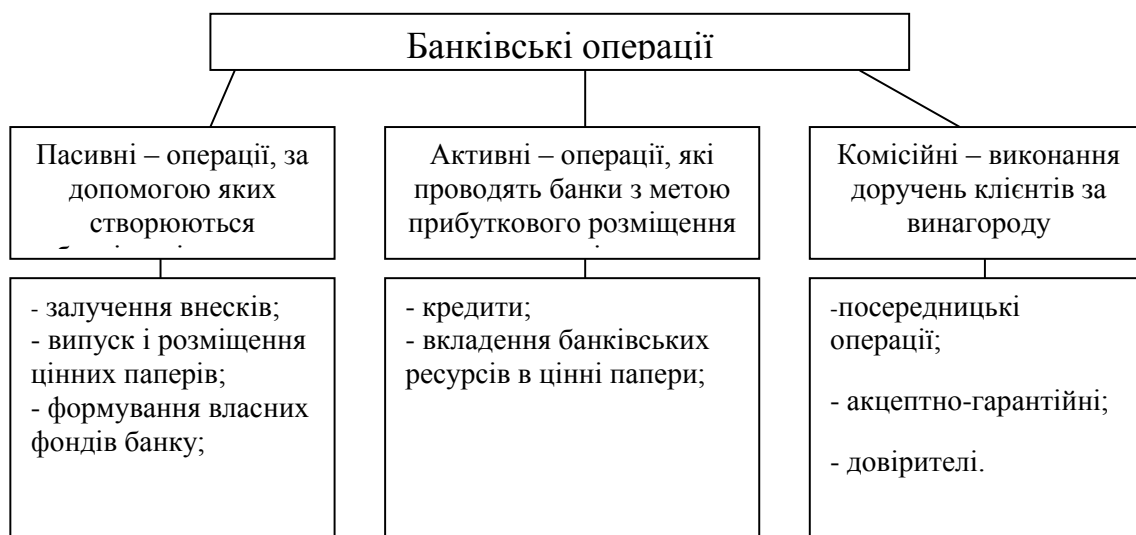 Банківські операції
Пасивні – операції, за
допомогою яких
створюються
Активні – операції, які
проводять банки з метою
прибуткового розміщення
Комісійні – виконання
доручень клієнтів за
винагороду
- залучення внесків;
- випуск і розміщення
цінних паперів;
- формування власних
фондів банку;
- кредити;
- вкладення банківських
ресурсів в цінні папери;
-посередницькі
операції;
- акцептно-гарантійні;
- довірителі.